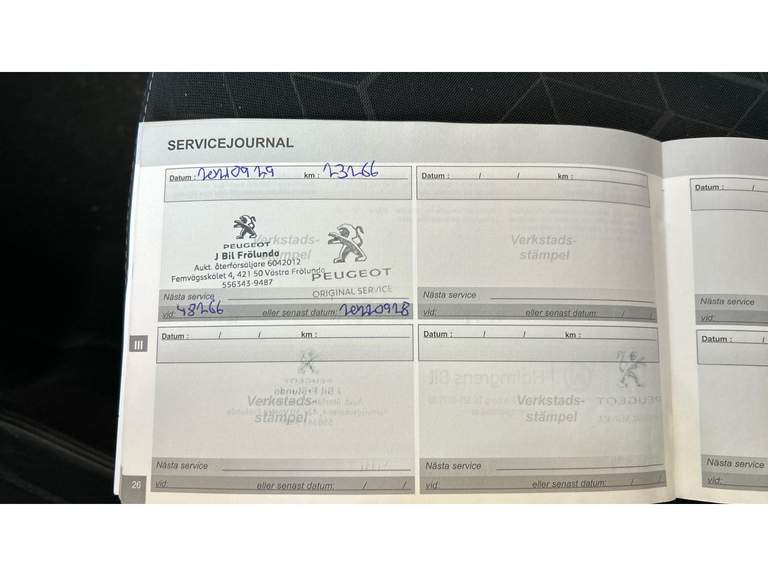 SERVICEJOURNAL
Datum : 20210929 km : 23266
PEUGEOT
J Bil Frölunda
Aukt. återförsäljare 6042012
Femvägsskälet 4, 421 50 Västra Frölunda
556343-9487
Verkstads-
stämpel
PEUGEOT
ORIGINAL SERVICE
Nästa service
vid: 48266 eller senast datum: 20220928
Datum : / / km :
Verkstads-
stämpel
Nästa service
vid: eller senast datum: / /
Datum : /
Nästa service
vid:
III
Datum : / / km :
Verkstads-
stämpel
Nästa service
vid: eller senast datum: / /
Datum : / / km :
Verkstads-
stämpel
Nästa service
vid: eller senast datum: / /
Datum : /
Nästa service
vid:
26